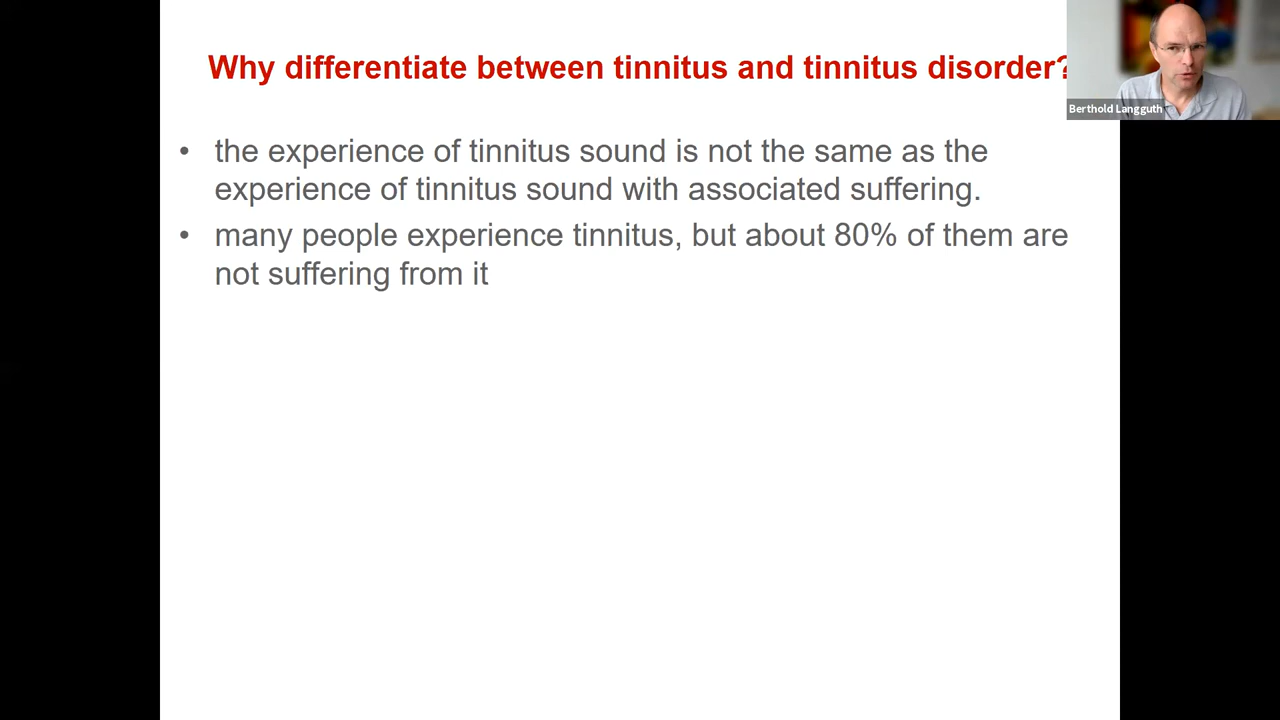 Why differentiate between tinnitus and tinnitus disorder?
Berthold Langguth
• the experience of tinnitus sound is not the same as the
experience of tinnitus sound with associated suffering.
• many people experience tinnitus, but about 80% of them are
not suffering from it